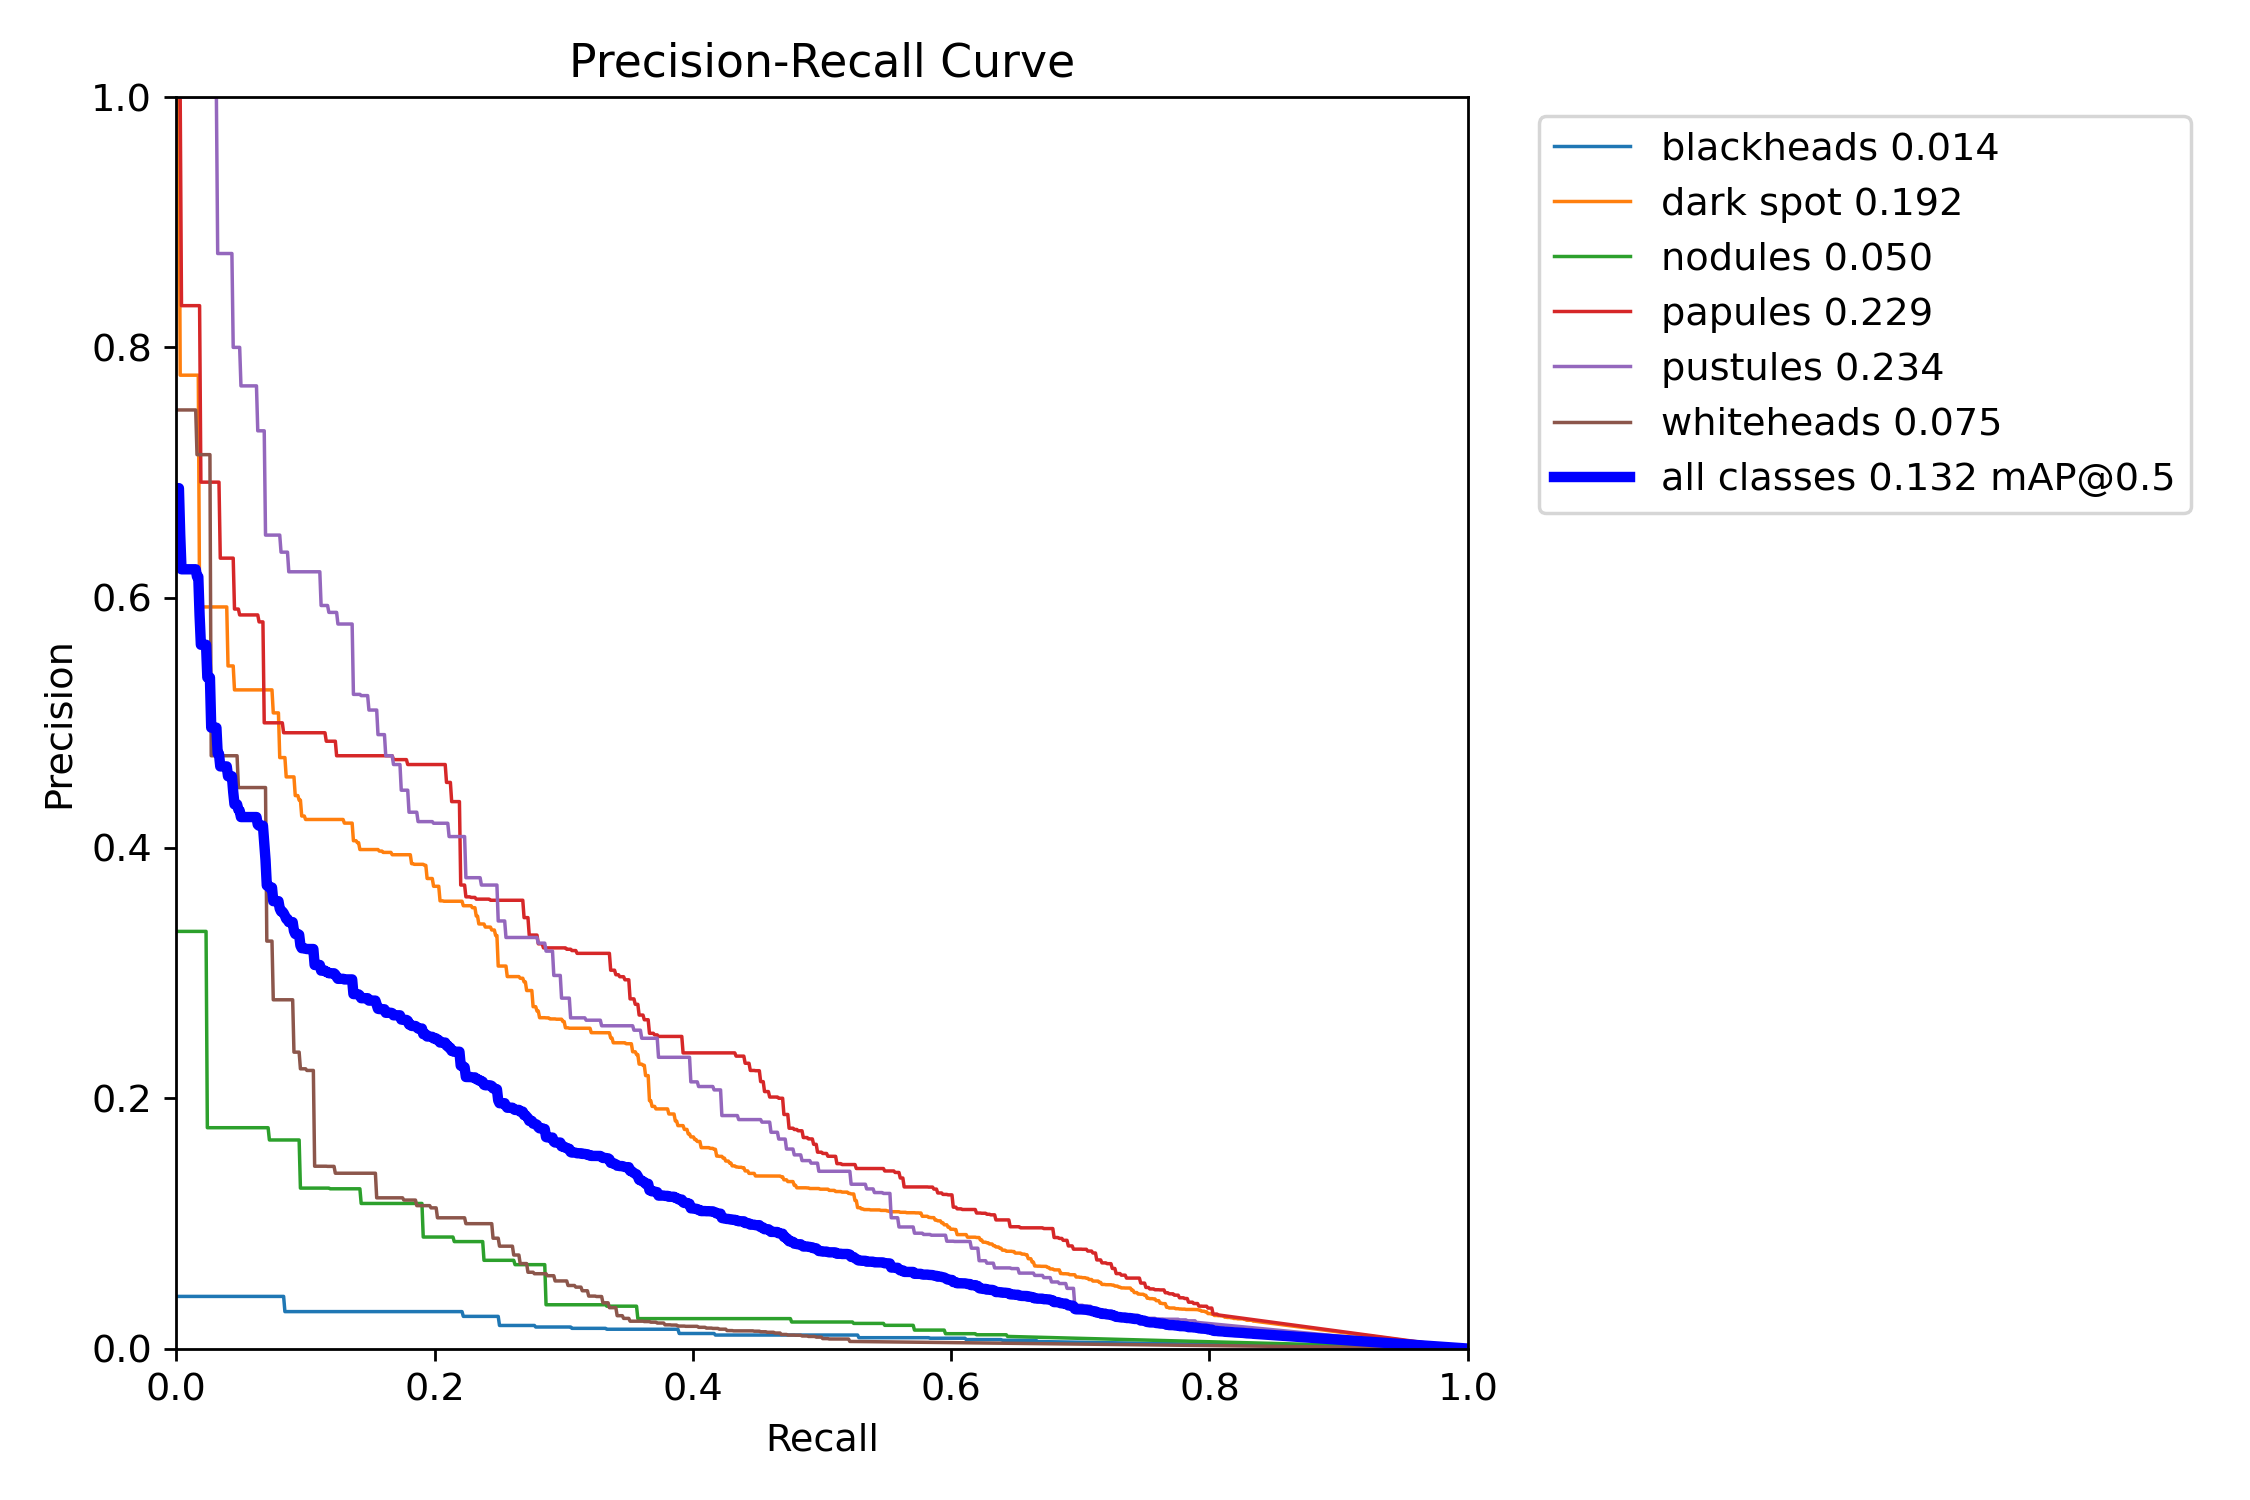 Precision-Recall Curve
1.0
0.8
0.6
0.4
0.2
0.0
Precision
0.0 0.2 0.4 0.6 0.8 1.0
Recall
blackheads 0.014
dark spot 0.192
nodules 0.050
papules 0.229
pustules 0.234
whiteheads 0.075
all classes 0.132 mAP@0.5